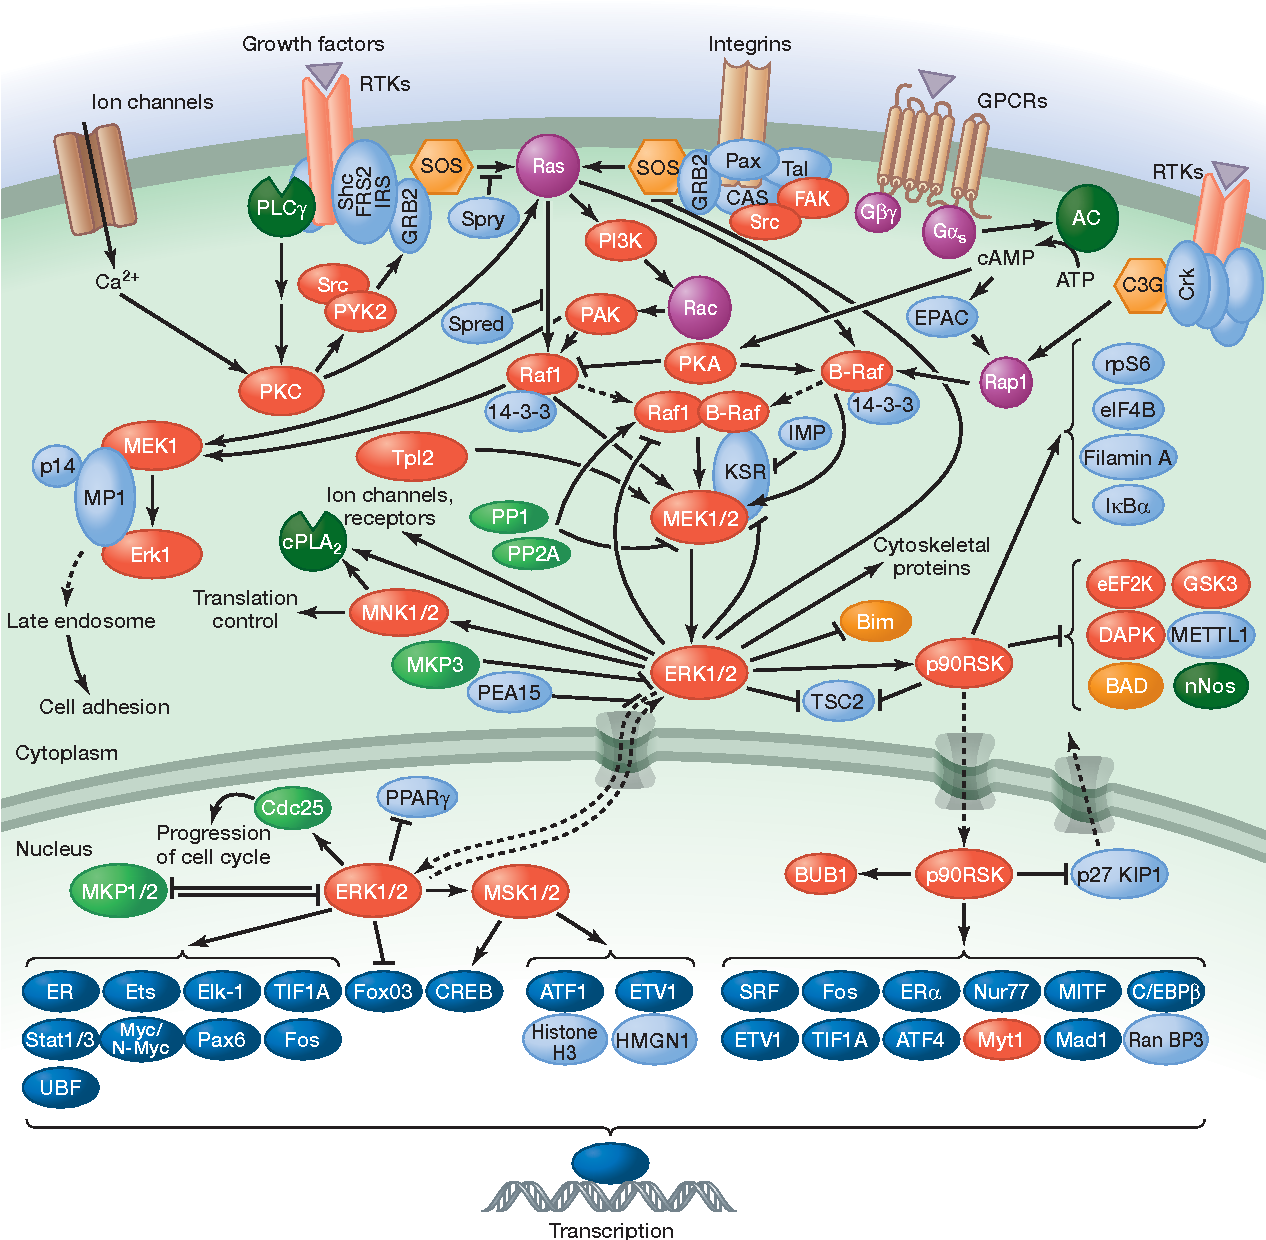 Growth factors
Integrins
RTKs
Ion channels
GPCRs
RTKs
SOS
Ras
SOS
GRB2
Pax
Tal
CAS
FAK
Src
PLCγ
Shc
FRS2
IRS
GRB2
Spry
Gβγ
Gαs
AC
cAMP
ATP
PI3K
Ca2+
Src
PYK2
C3G
Crk
Spred
PAK
Rac
EPAC
PKC
Raf1
14-3-3
PKA
B-Raf
14-3-3
Rap1
rpS6
eIF4B
Filamin A
IκBα
Raf1
B-Raf
IMP
KSR
MEK1
p14
MP1
Erk1
Tpl2
Ion channels,
receptors
PP1
PP2A
MEK1/2
cPLA2
Cytoskeletal
proteins
Translation
control
MNK1/2
Late endosome
Cell adhesion
MKP3
PEA15
ERK1/2
Bim
TSC2
p90RSK
eEF2K
GSK3
DAPK
METTL1
BAD
nNos
Cytoplasm
Nucleus
Cdc25
PPARγ
Progression
of cell cycle
MKP1/2
ERK1/2
MSK1/2
BUB1
p90RSK
p27 KIP1
ER
Ets
Elk-1
TIF1A
Fox03
CREB
ATF1
ETV1
SRF
Fos
ERα
Nur77
MITF
C/EBPβ
Stat1/3
Myc/
N-Myc
Pax6
Fos
Histone
H3
HMGN1
ETV1
TIF1A
ATF4
Myt1
Mad1
Ran BP3
UBF
Transcription